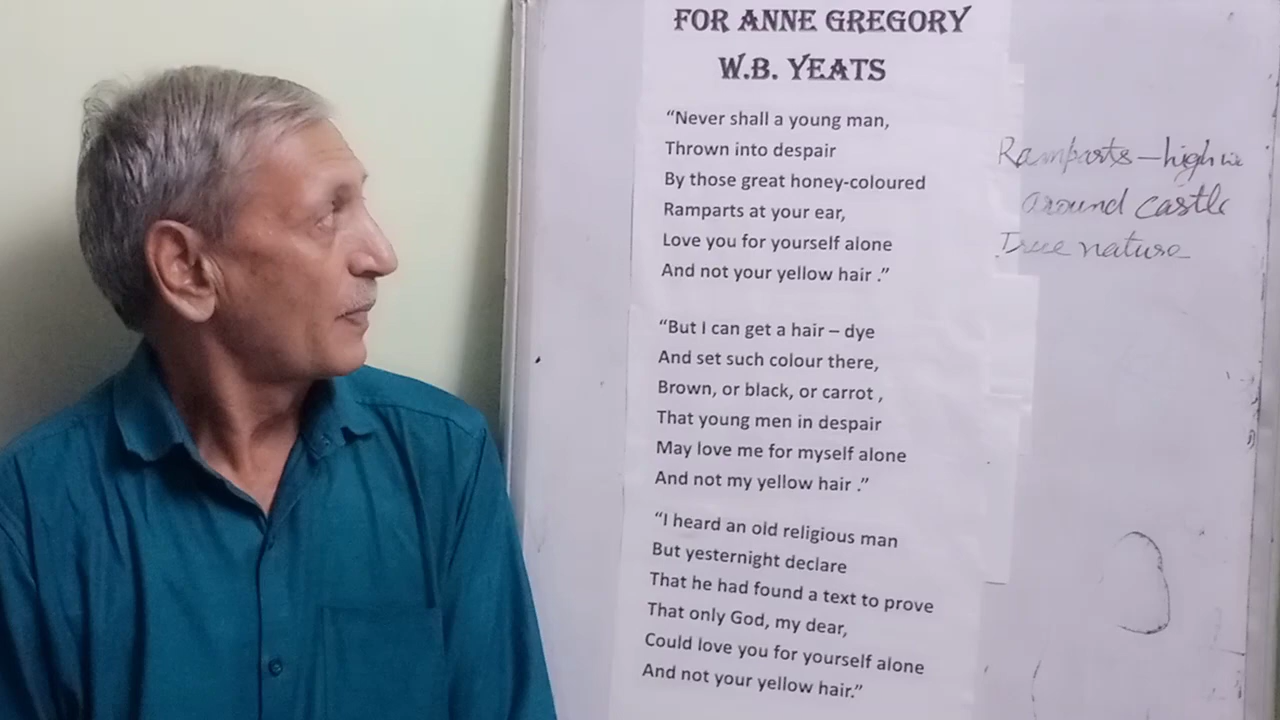 FOR ANNE GREGORY
W.B. YEATS
“Never shall a young man,
Thrown into despair
By those great honey-coloured
Ramparts at your ear,
Love you for yourself alone
And not your yellow hair .”
“But I can get a hair – dye
And set such colour there,
Brown, or black, or carrot ,
That young men in despair
May love me for myself alone
And not my yellow hair .”
“I heard an old religious man
But yesternight declare
That he had found a text to prove
That only God, my dear,
Could love you for yourself alone
And not your yellow hair.”
Ramparts – high
around castle
True nature